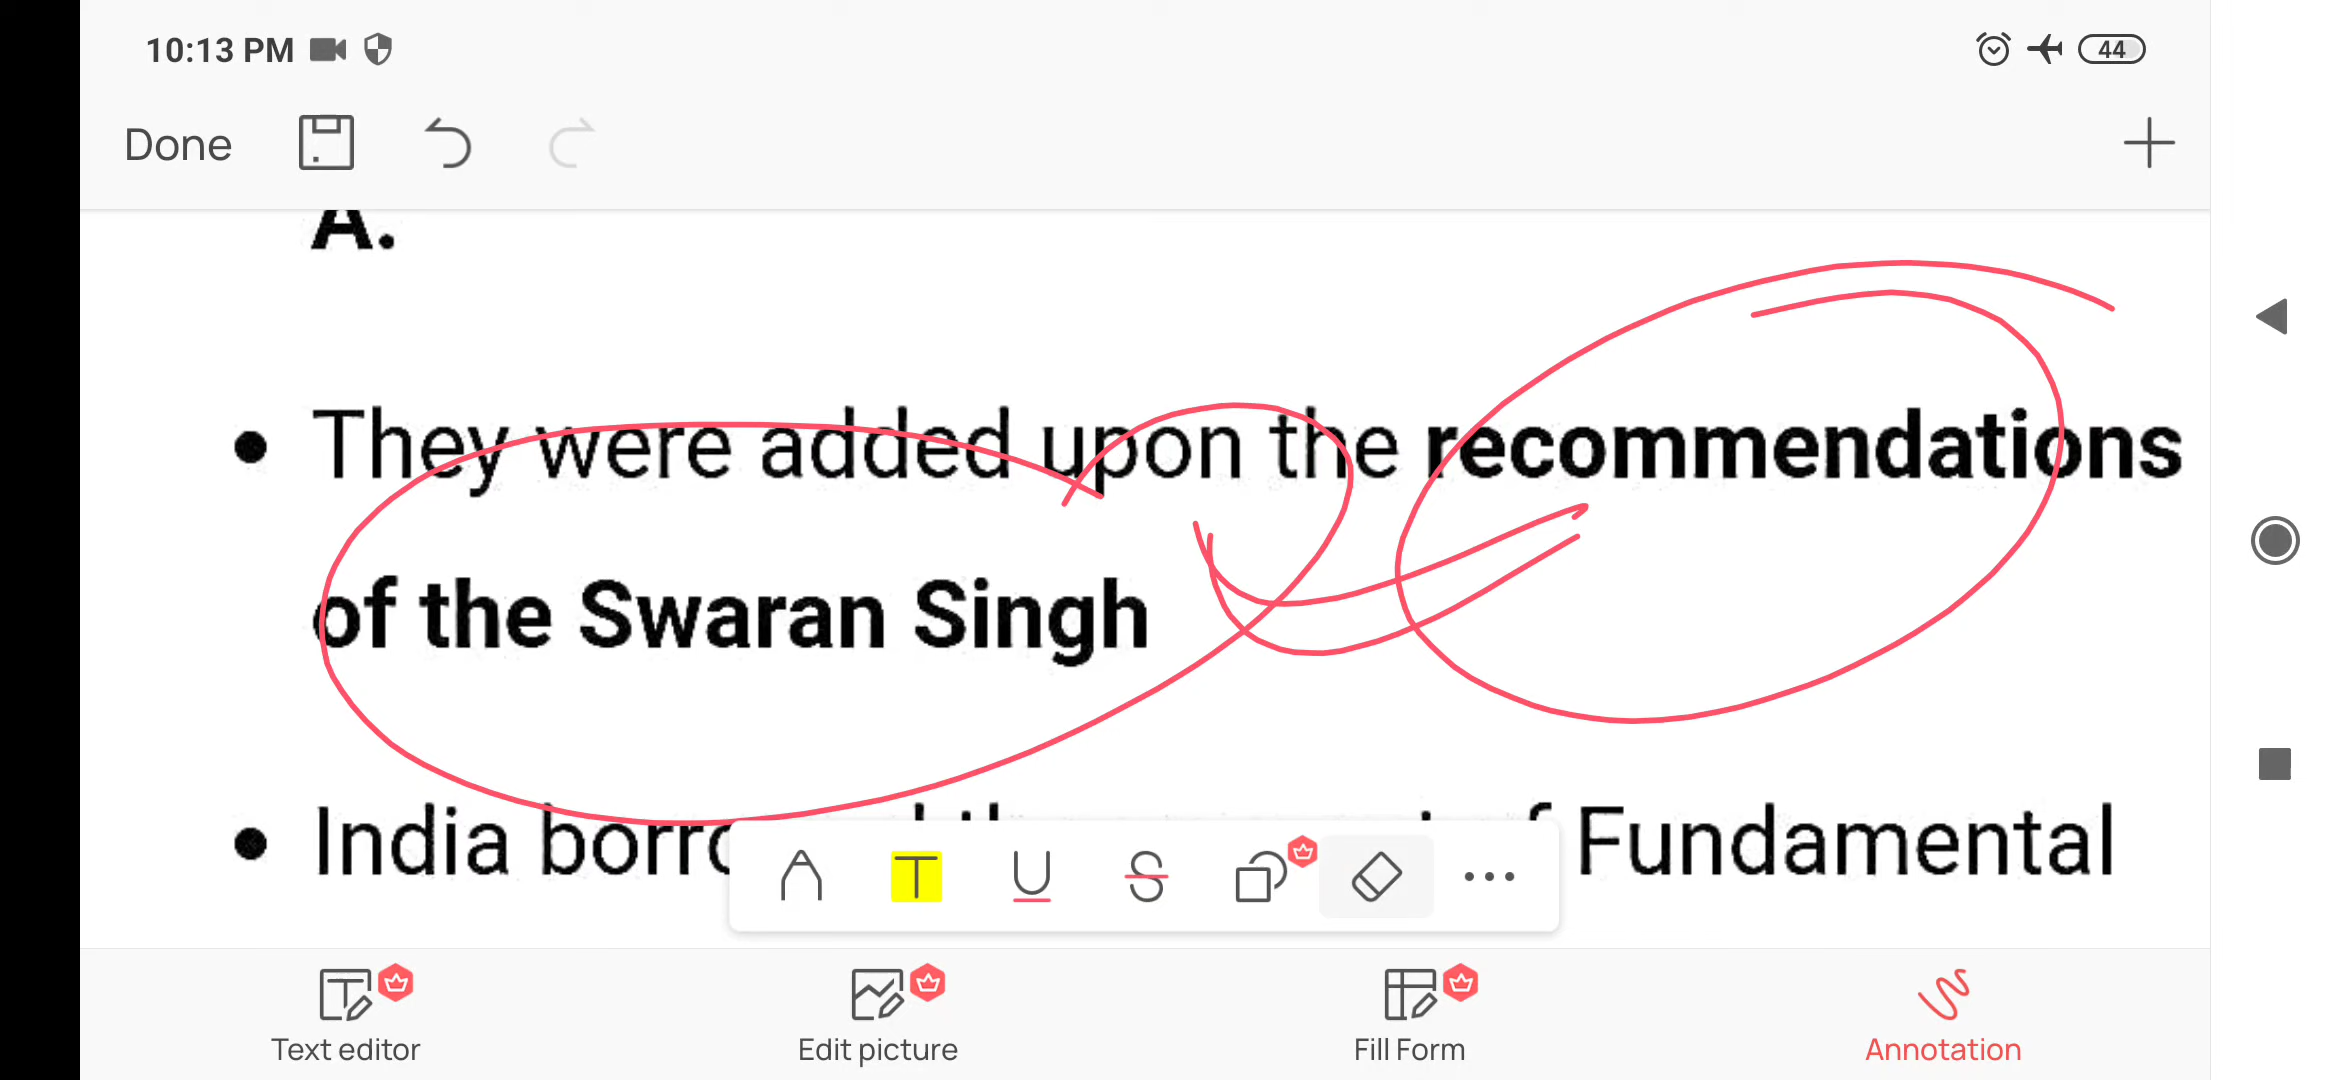 10:13 PM
44
Done
A.
• They were added upon the recommendations
of the Swaran Singh
• India Fundamental
Text editor
Edit picture
Fill Form
Annotation